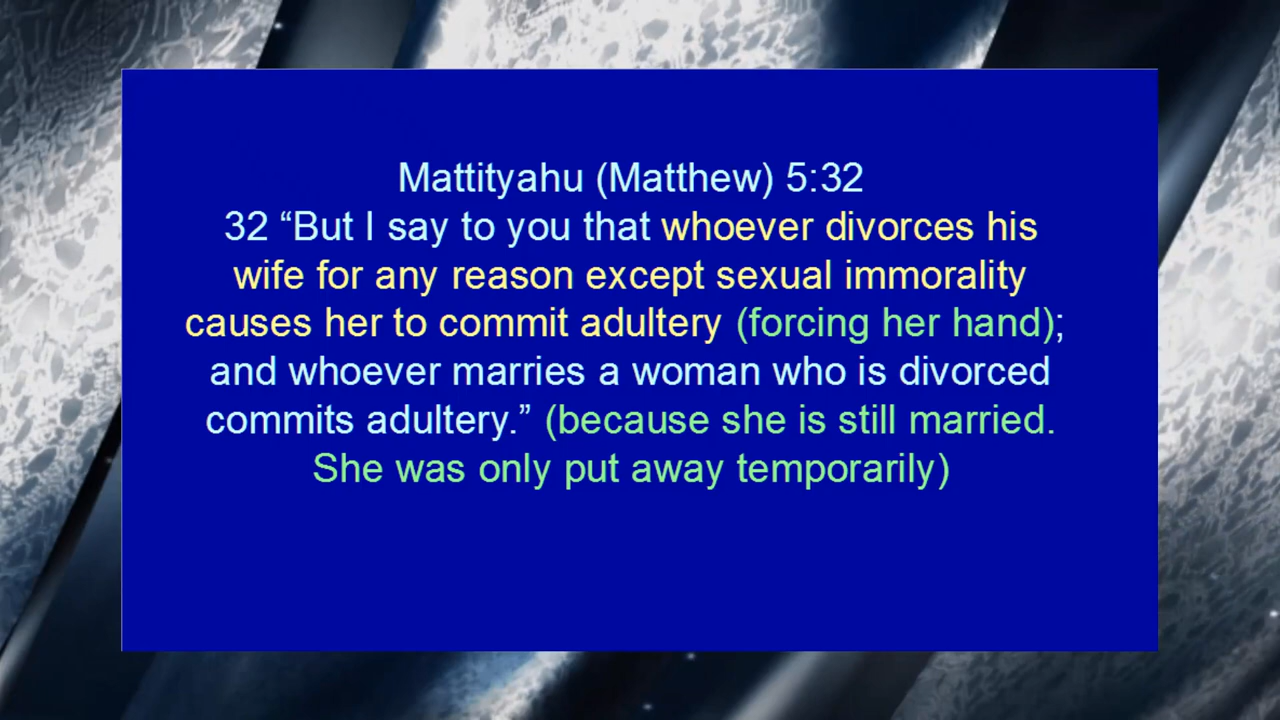 Mattityahu (Matthew) 5:32
32 “But I say to you that whoever divorces his
wife for any reason except sexual immorality
causes her to commit adultery (forcing her hand);
and whoever marries a woman who is divorced
commits adultery.” (because she is still married.
She was only put away temporarily)